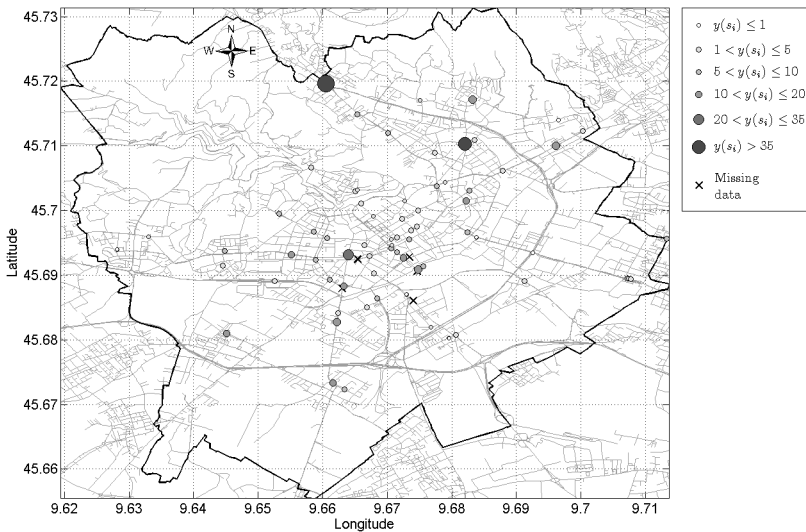 45.73
45.72
45.71
45.7
45.69
45.68
45.67
45.66
Latitude
N
W E
S
9.62 9.63 9.64 9.65 9.66 9.67 9.68 9.69 9.7 9.71
Longitude
y(sᵢ) ≤ 1
1 < y(sᵢ) ≤ 5
5 < y(sᵢ) ≤ 10
10 < y(sᵢ) ≤ 20
20 < y(sᵢ) ≤ 35
y(sᵢ) > 35
Missing
data